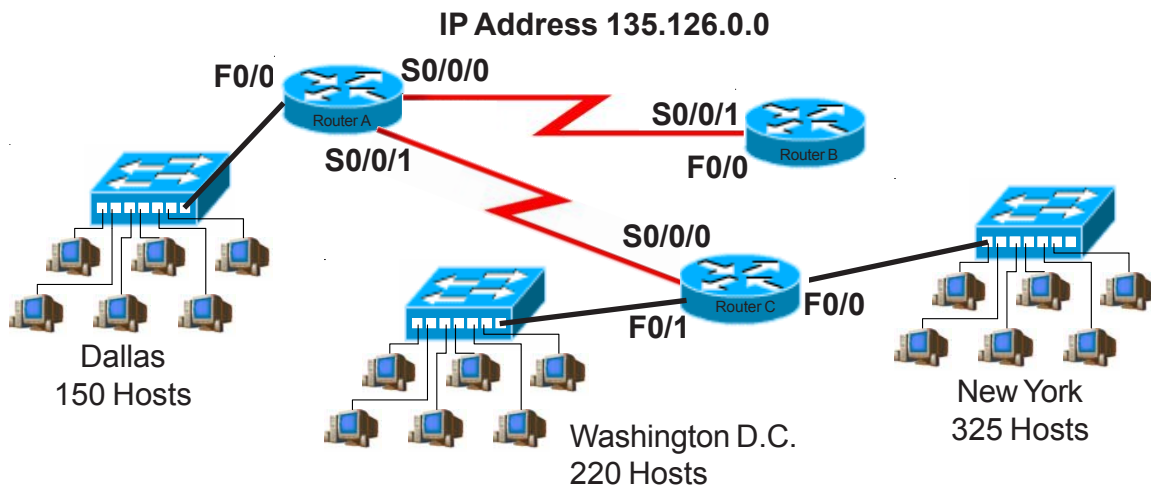 IP Address 135.126.0.0
F0/0
S0/0/0
Router A
S0/0/1
S0/0/1
Router B
F0/0
S0/0/0
Router C
F0/1
F0/0
Dallas
150 Hosts
Washington D.C.
220 Hosts
New York
325 Hosts